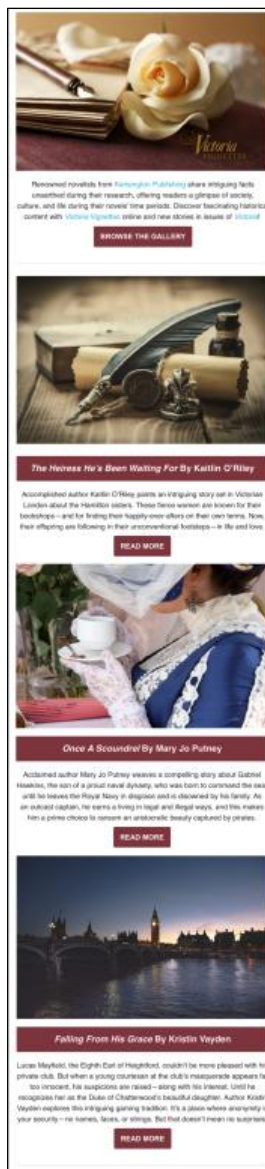 Victoria
VIGNETTES
Renowned novelists from Kensington Publishing share intriguing facts
unearthed during their research, offering readers a glimpse of society,
culture, and life during their novels' time periods. Discover fascinating historical
content with Victoria Vignettes online and new stories in issues of Victoria!
BROWSE THE GALLERY
The Heiress He's Been Waiting For By Kaitlin O'Riley
Accomplished author Kaitlin O'Riley paints an intriguing story set in Victorian
London about the Hamilton sisters. These fierce women are known for their
bookshops—and for finding their happily-ever-afters on their own terms. Now,
their offspring are following in their unconventional footsteps—in life and love.
READ MORE
Once A Scoundrel By Mary Jo Putney
Acclaimed author Mary Jo Putney weaves a compelling story about Gabriel
Hawkins, the son of a proud naval dynasty, who was born to command the sea,
until he leaves the Royal Navy in disgrace and is disowned by his family. As
an outcast captain, he earns a living in legal and illegal ways, and this makes
him a prime choice to ransom an aristocratic beauty captured by pirates.
READ MORE
Falling From His Grace By Kristin Vayden
Lucas Mayfield, the Eighth Earl of Heightford, couldn't be more pleased with his
private club. But when a young courtesan at the club's masquerade appears far
too innocent, his suspicions are raised—along with his interest. Until he
recognizes her as the Duke of Chatterwood's beautiful daughter. Author Kristin
Vayden explores this intriguing gaming tradition. It's a place where anonymity is
your security—no names, faces, or strings. But that doesn't mean no surprises.
READ MORE